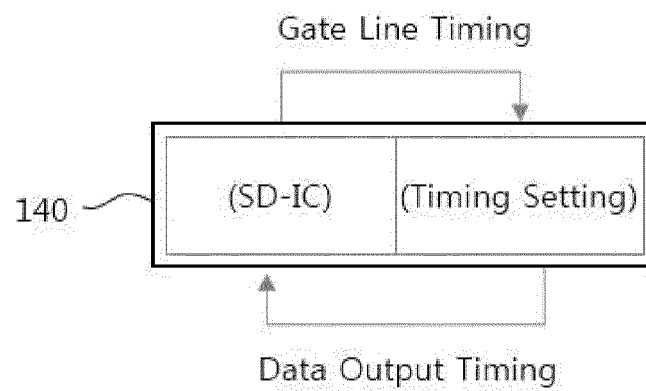 Gate Line Timing
140
(SD-IC)
(Timing Setting)
Data Output Timing